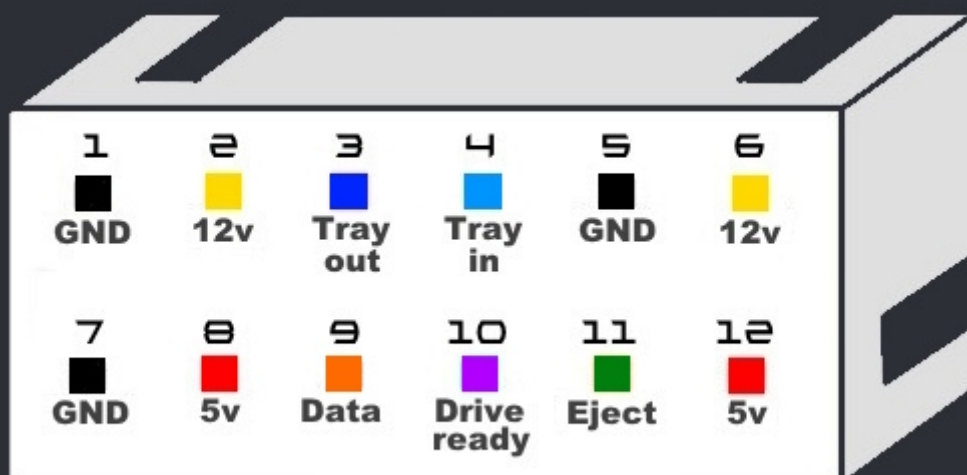 1 2 3 4 5 6
GND 12v Tray out Tray in GND 12v
7 8 9 10 11 12
GND 5v Data Drive ready Eject 5v